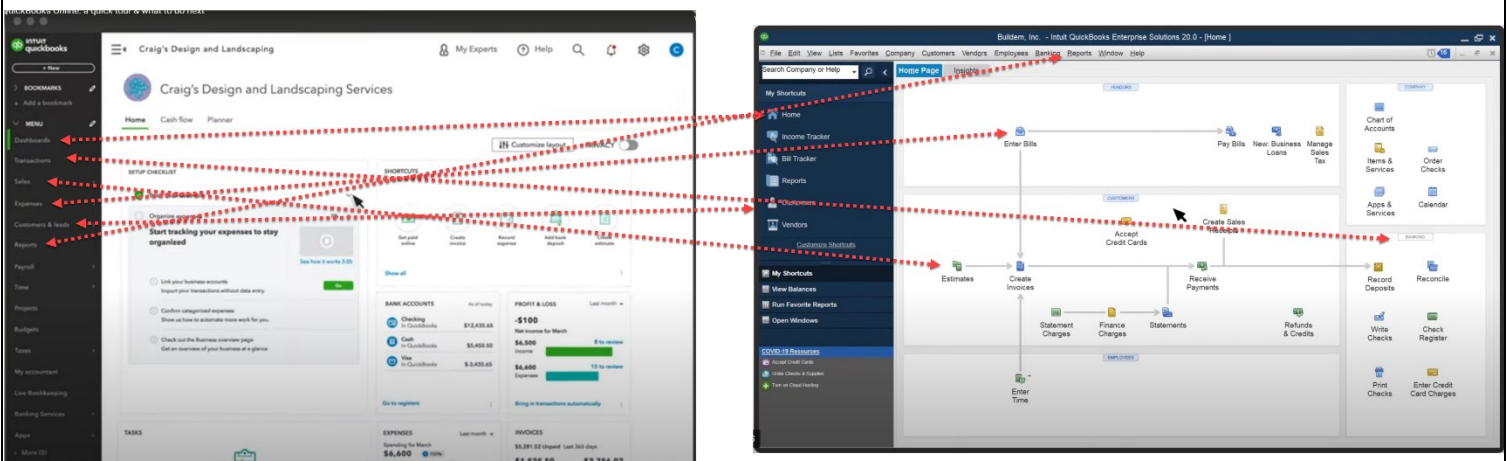 QuickBooks Online: a quick tour & what to do next
INTUIT
quickbooks
+ New
BOOKMARKS
+ Add a bookmark
MENU
Dashboards
Transactions
Sales
Expenses
Customers & leads
Reports
Payroll
Time
Projects
Budgets
Taxes
My accountant
Live Bookkeeping
Banking Services
Apps
More (3)
Craig's Design and Landscaping
My Experts
Help
C
Craig's Design and Landscaping Services
Home
Cash flow
Planner
Customize layout
PRIVACY
SETUP CHECKLIST
Start tracking your expenses to stay
organized
See how it works 3:05
Link your business accounts
Import your transactions without data entry.
Go
Confirm categorized expenses
Show us how to automate more work for you.
Check out the Business overview page
Get an overview of your business at a glance
TASKS
SHORTCUTS
Get paid
online
Create
invoice
Record
expense
Add bank
deposit
Create
estimate
Show all
BANK ACCOUNTS
As of today
Checking
In QuickBooks
$12,435.65
Cash
In QuickBooks
$5,450.50
Visa
In QuickBooks
$-3,435.65
Go to registers
PROFIT & LOSS
Last month
-$100
Net income for March
$6,500
Income
8 to review
$6,600
Expenses
13 to review
Bring in transactions automatically
EXPENSES
Last month
Spending for March
$6,600
100%
INVOICES
$5,281.52 Unpaid
Last 365 days
Buildem, Inc. - Intuit QuickBooks Enterprise Solutions 20.0 - [Home ]
File Edit View Lists Favorites Company Customers Vendors Employees Banking Reports Window Help
Search Company or Help
My Shortcuts
Home
Income Tracker
Bill Tracker
Reports
Customers
Vendors
Customize Shortcuts
My Shortcuts
View Balances
Run Favorite Reports
Open Windows
COVID-19 Resources
Accept Credit Cards
Order Checks & Supplies
Turn on Cloud Hosting
Home Page
Insights
VENDORS
Enter Bills
Pay Bills
New: Business
Loans
Manage
Sales
Tax
CUSTOMERS
Accept
Credit Cards
Create Sales
Receipts
Estimates
Create
Invoices
Receive
Payments
Statement
Charges
Finance
Charges
Statements
Refunds
& Credits
EMPLOYEES
Enter
Time
COMPANY
Chart of
Accounts
Items &
Services
Order
Checks
Apps &
Services
Calendar
BANKING
Record
Deposits
Reconcile
Write
Checks
Check
Register
Print
Checks
Enter Credit
Card Charges